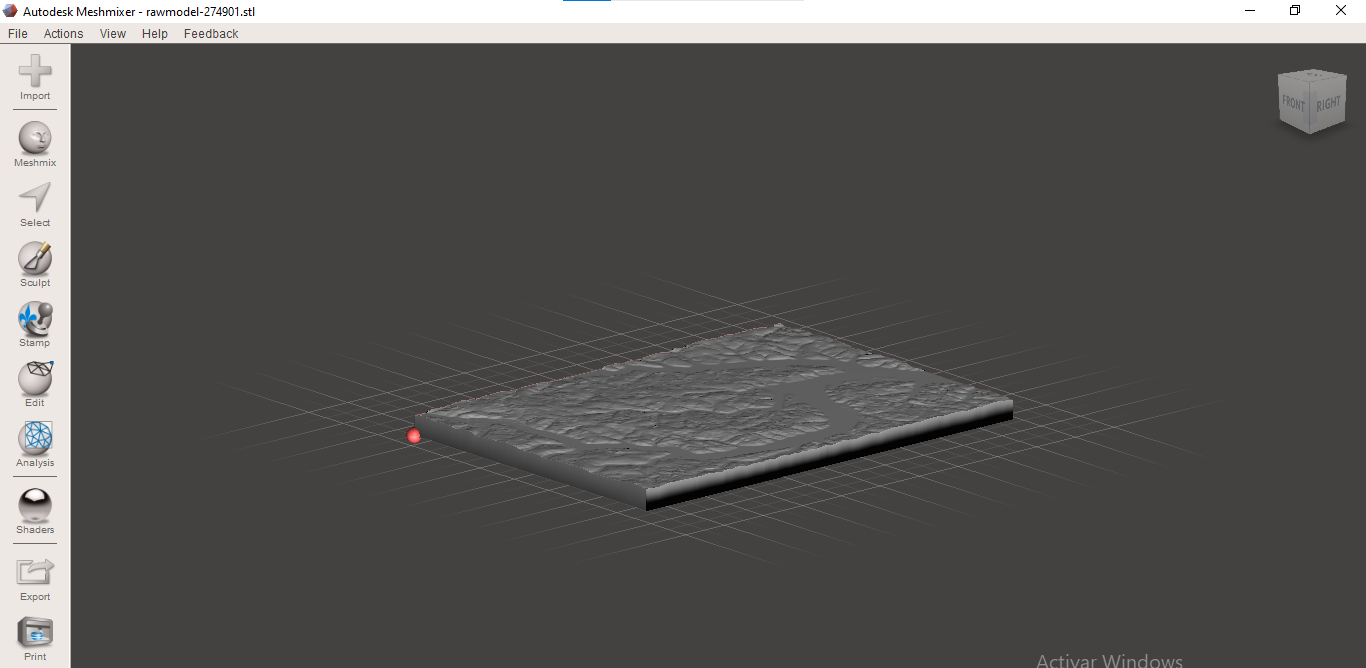 Autodesk Meshmixer - rawmodel-274901.stl
File Actions View Help Feedback
Import
Meshmix
Select
Sculpt
Stamp
Edit
Analysis
Shaders
Export
Print
FRONT
RIGHT
Activar Windows